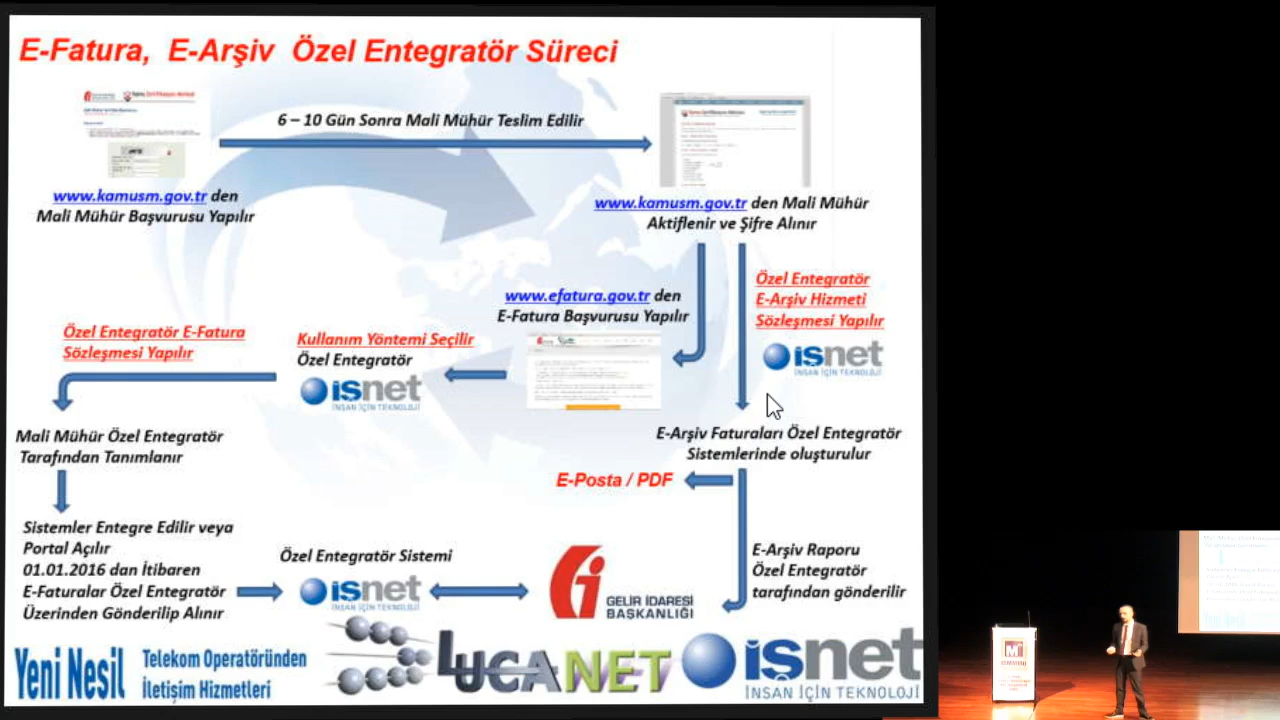 E-Fatura, E-Arşiv Özel Entegratör Süreci
6 – 10 Gün Sonra Mali Mühür Teslim Edilir
www.kamusm.gov.tr den
Mali Mühür Başvurusu Yapılır
www.kamusm.gov.tr den Mali Mühür
Aktiflenir ve Şifre Alınır
www.efatura.gov.tr den
E-Fatura Başvurusu Yapılır
Özel Entegratör
E-Arşiv Hizmeti
Sözleşmesi Yapılır
işnet
İNSAN İÇİN TEKNOLOJİ
Kullanım Yöntemi Seçilir
Özel Entegratör
işnet
İNSAN İÇİN TEKNOLOJİ
Özel Entegratör E-Fatura
Sözleşmesi Yapılır
Mali Mühür Özel Entegratör
Tarafından Tanımlanır
E-Arşiv Faturaları Özel Entegratör
Sistemlerinde oluşturulur
E-Posta / PDF
Sistemler Entegre Edilir veya
Portal Açılır
01.01.2016 dan İtibaren
E-Faturalar Özel Entegratör
Üzerinden Gönderilip Alınır
Özel Entegratör Sistemi
işnet
İNSAN İÇİN TEKNOLOJİ
GELİR İDARESİ
BAŞKANLIĞI
E-Arşiv Raporu
Özel Entegratör
tarafından gönderilir
Yeni Nesil
Telekom Operatöründen
İletişim Hizmetleri
LUCANET
işnet
İNSAN İÇİN TEKNOLOJİ